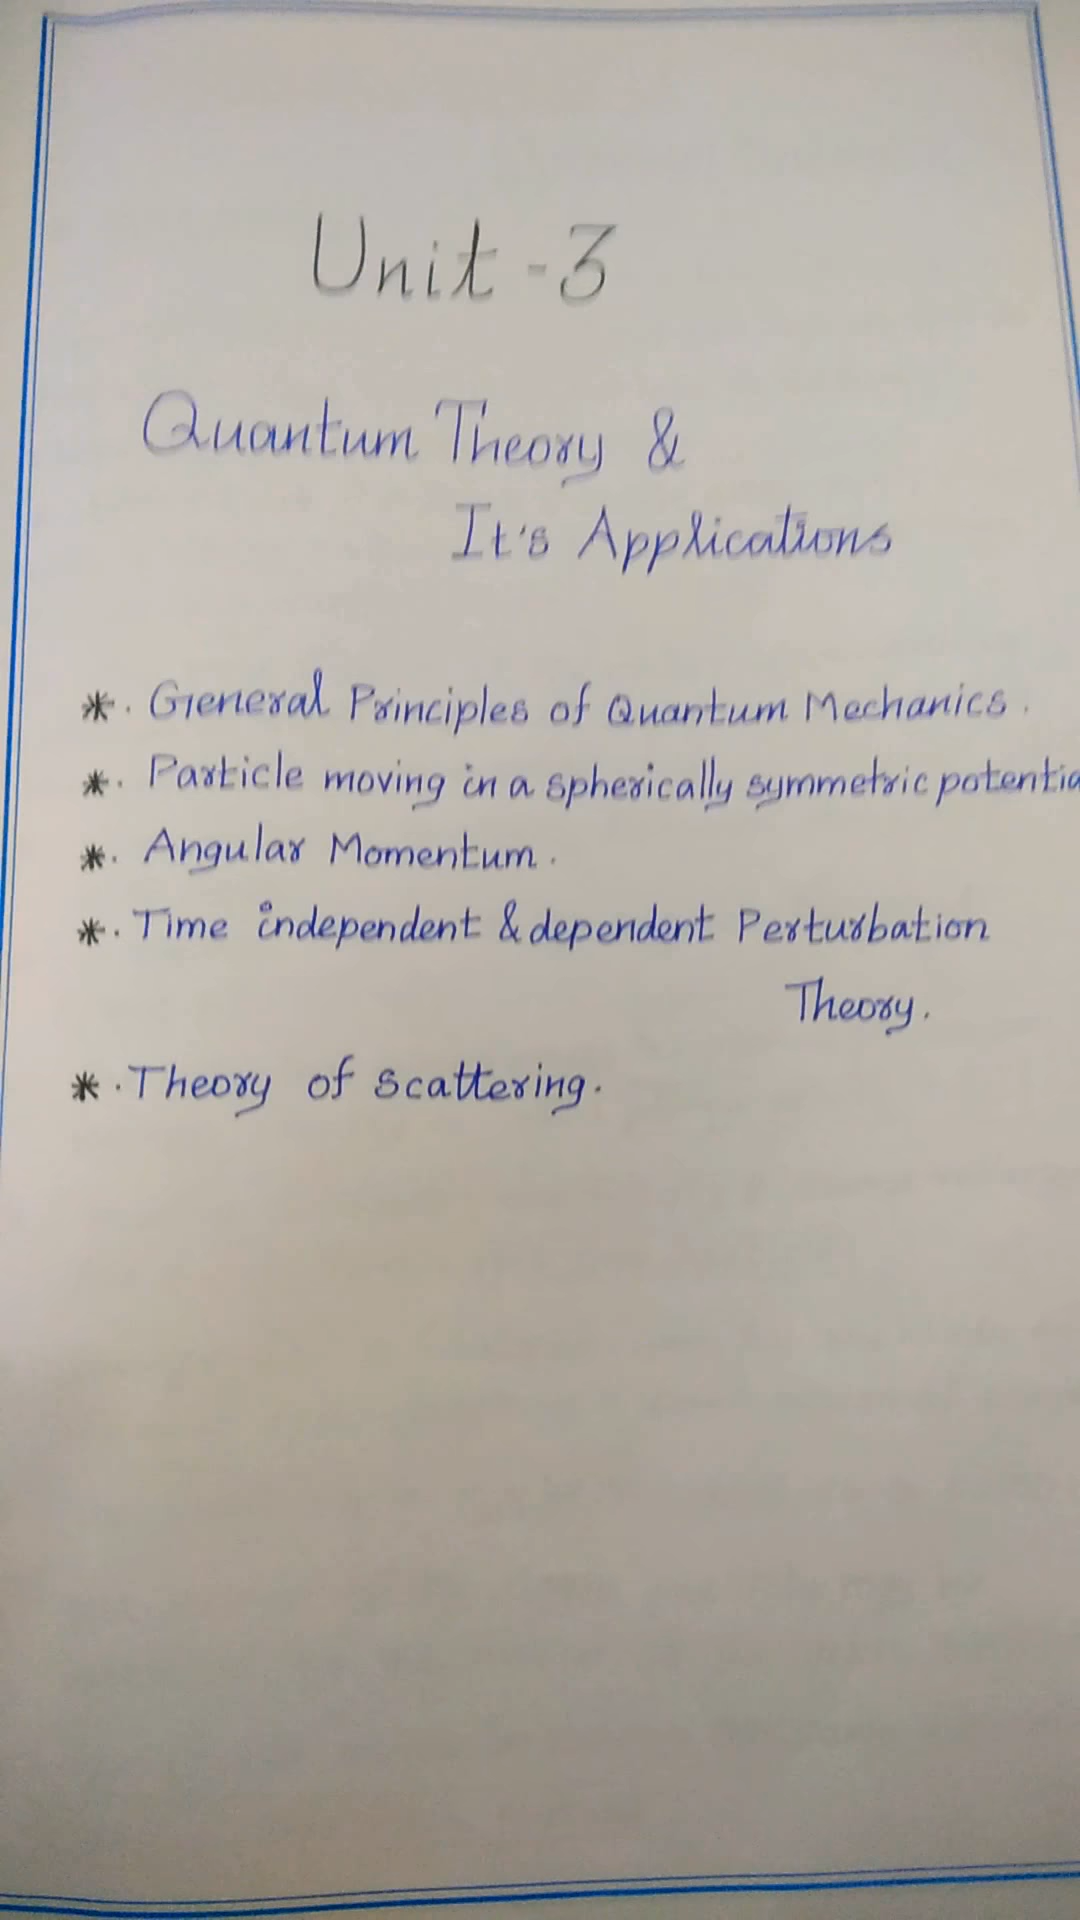 Unit - 3
Quantum Theory &
It's Applications
*. General Principles of Quantum Mechanics.
*. Particle moving in a spherically symmetric potentia
*. Angular Momentum.
*. Time independent & dependent Perturbation
Theory.
*. Theory of scattering.